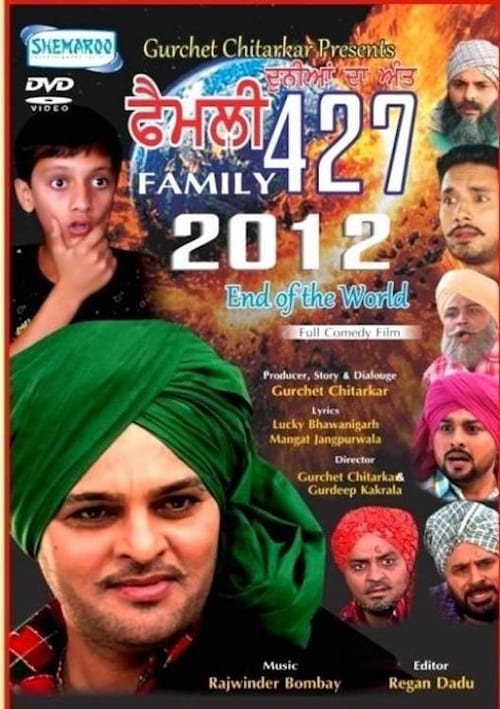 SHEMAROO
DVD
VIDEO
Gurchet Chitarkar Presents
ਦੁਨੀਆਂ ਦਾ ਅੰਤ
ਫੈਮਲੀ 427
FAMILY
2012
End of the World
Full Comedy Film
Producer, Story & Dialouge
Gurchet Chitarkar
Lyrics
Lucky Bhawanigarh
Mangat Jangpurwala
Director
Gurchet Chitarkar&
Gurdeep Kakrala
Music
Rajwinder Bombay
Editor
Regan Dadu